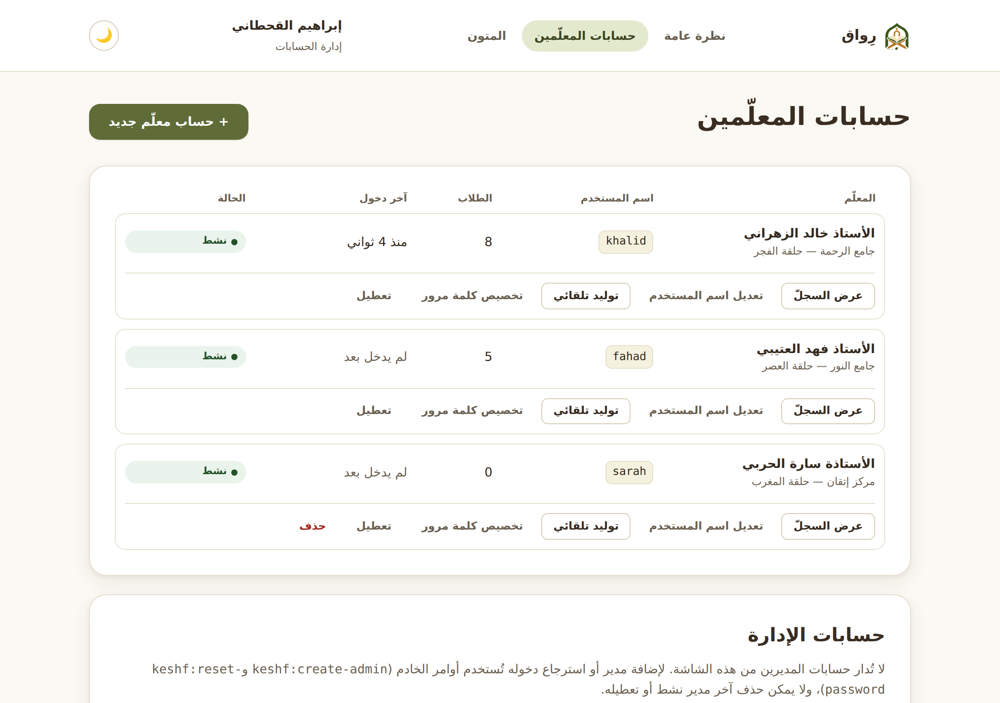 رِواق
نظرة عامة
حسابات المعلّمين
المتون
إبراهيم القحطاني
إدارة الحسابات
حسابات المعلّمين
+ حساب معلّم جديد
المعلّم اسم المستخدم الطلاب آخر دخول الحالة
الأستاذ خالد الزهراني
جامع الرحمة — حلقة الفجر
khalid
8
منذ 4 ثواني
نشط
عرض السجلّ تعديل اسم المستخدم توليد تلقائي تخصيص كلمة مرور تعطيل
الأستاذ فهد العتيبي
جامع النور — حلقة العصر
fahad
5
لم يدخل بعد
نشط
عرض السجلّ تعديل اسم المستخدم توليد تلقائي تخصيص كلمة مرور تعطيل
الأستاذة سارة الحربي
مركز إتقان — حلقة المغرب
sarah
0
لم يدخل بعد
نشط
عرض السجلّ تعديل اسم المستخدم توليد تلقائي تخصيص كلمة مرور تعطيل حذف
حسابات الإدارة
لا تُدار حسابات المديرين من هذه الشاشة. لإضافة مدير أو استرجاع دخوله تُستخدم أوامر الخادم (keshf:create-admin و keshf:reset-
password)، ولا يمكن حذف آخر مدير نشط أو تعطيله.